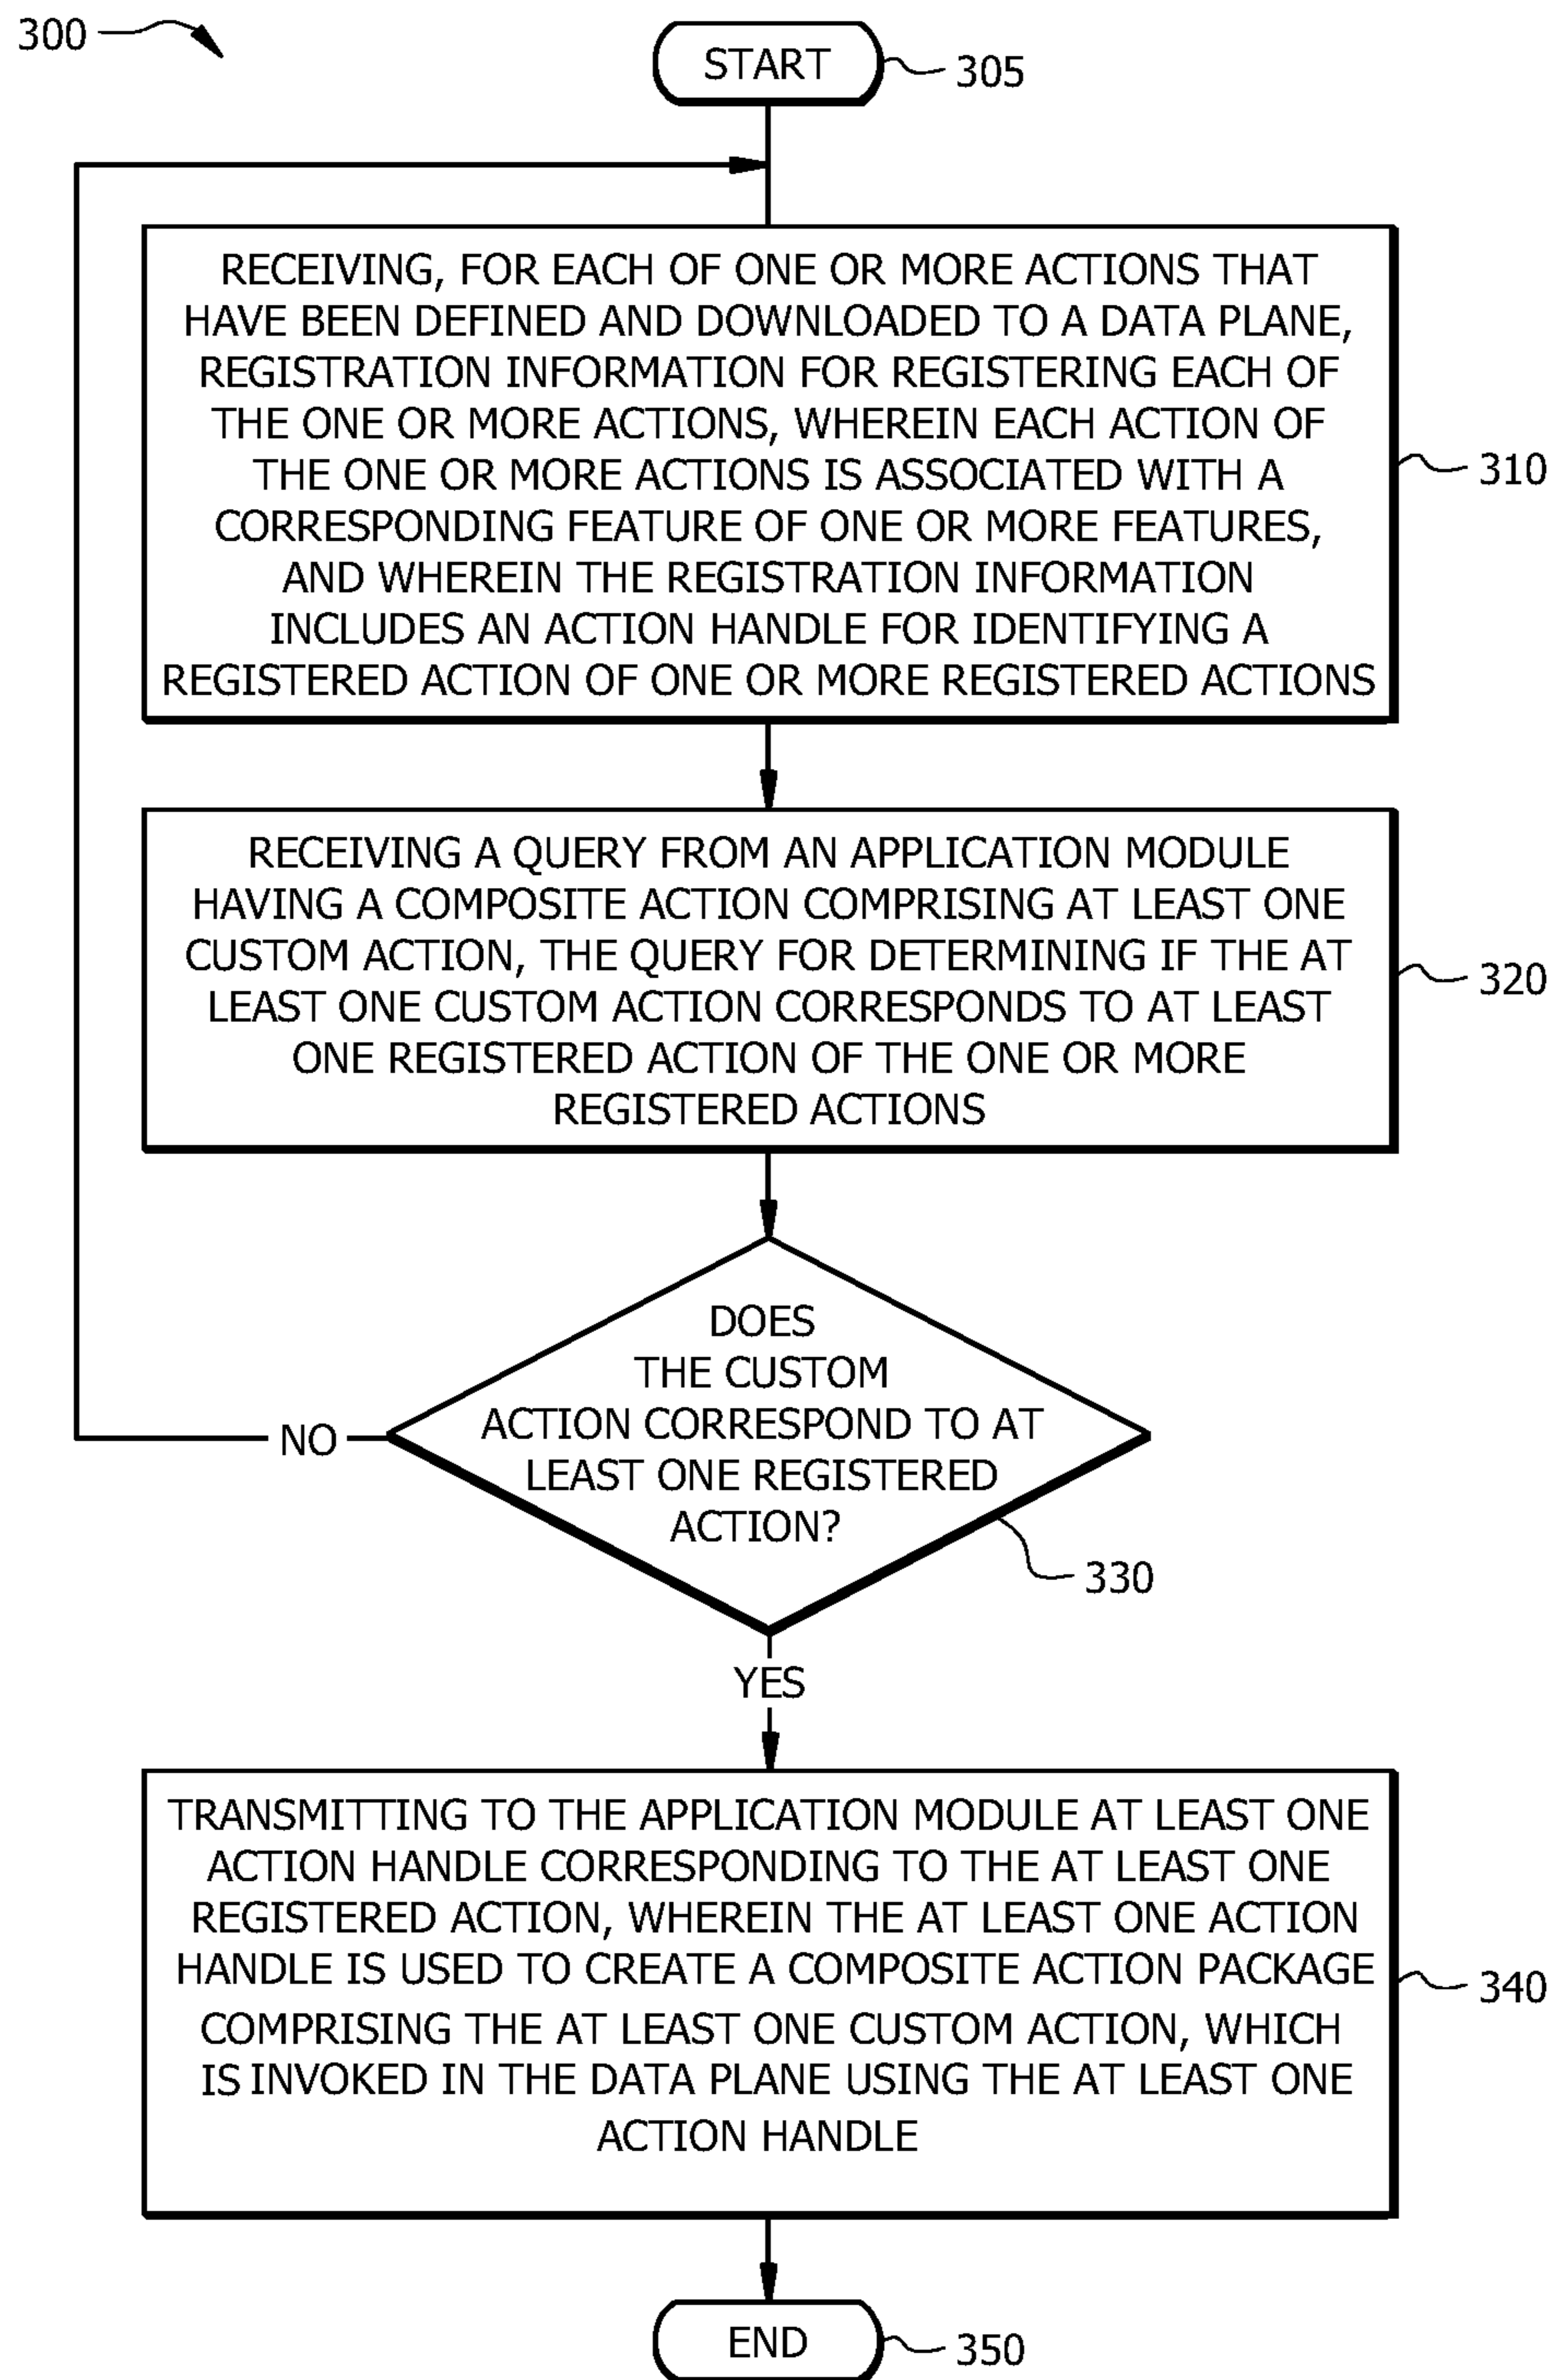 300
START
305
RECEIVING, FOR EACH OF ONE OR MORE ACTIONS THAT
HAVE BEEN DEFINED AND DOWNLOADED TO A DATA PLANE,
REGISTRATION INFORMATION FOR REGISTERING EACH OF
THE ONE OR MORE ACTIONS, WHEREIN EACH ACTION OF
THE ONE OR MORE ACTIONS IS ASSOCIATED WITH A
CORRESPONDING FEATURE OF ONE OR MORE FEATURES,
AND WHEREIN THE REGISTRATION INFORMATION
INCLUDES AN ACTION HANDLE FOR IDENTIFYING A
REGISTERED ACTION OF ONE OR MORE REGISTERED ACTIONS
310
RECEIVING A QUERY FROM AN APPLICATION MODULE
HAVING A COMPOSITE ACTION COMPRISING AT LEAST ONE
CUSTOM ACTION, THE QUERY FOR DETERMINING IF THE AT
LEAST ONE CUSTOM ACTION CORRESPONDS TO AT LEAST
ONE REGISTERED ACTION OF THE ONE OR MORE
REGISTERED ACTIONS
320
DOES
THE CUSTOM
ACTION CORRESPOND TO AT
LEAST ONE REGISTERED
ACTION?
NO
330
YES
TRANSMITTING TO THE APPLICATION MODULE AT LEAST ONE
ACTION HANDLE CORRESPONDING TO THE AT LEAST ONE
REGISTERED ACTION, WHEREIN THE AT LEAST ONE ACTION
HANDLE IS USED TO CREATE A COMPOSITE ACTION PACKAGE
COMPRISING THE AT LEAST ONE CUSTOM ACTION, WHICH
IS INVOKED IN THE DATA PLANE USING THE AT LEAST ONE
ACTION HANDLE
340
END
350